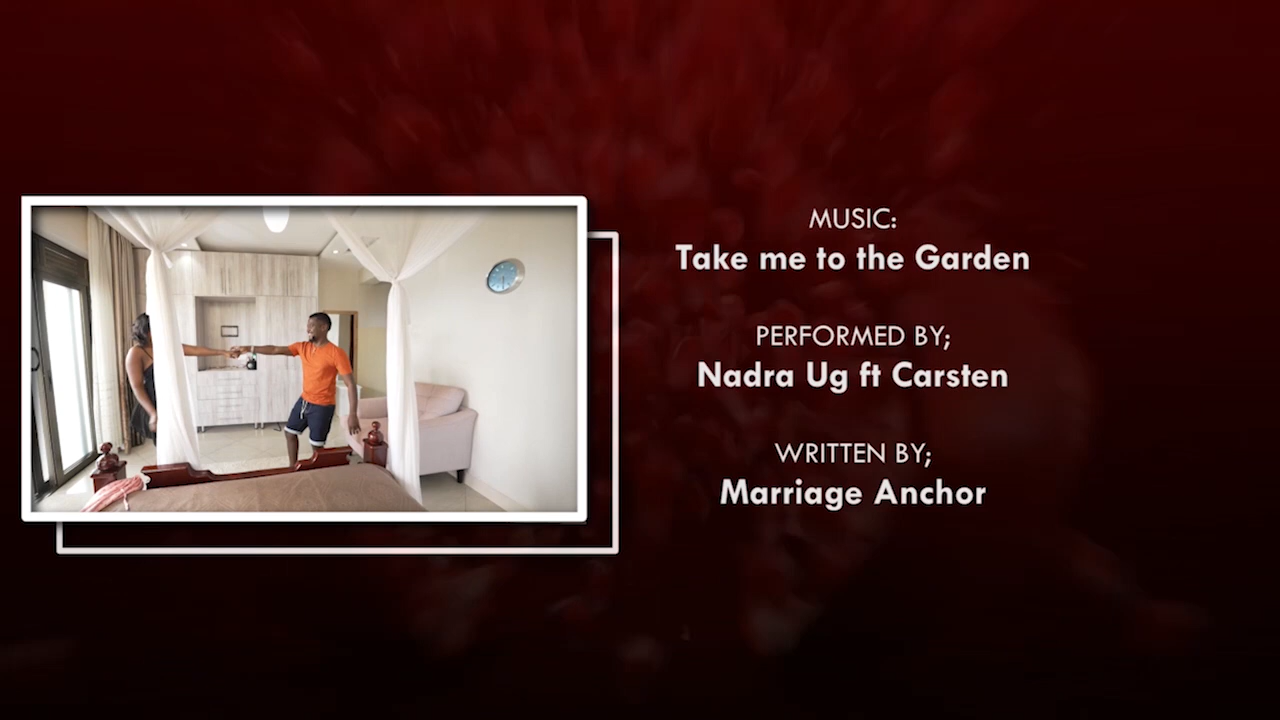 MUSIC:
Take me to the Garden
PERFORMED BY;
Nadra Ug ft Carsten
WRITTEN BY;
Marriage Anchor